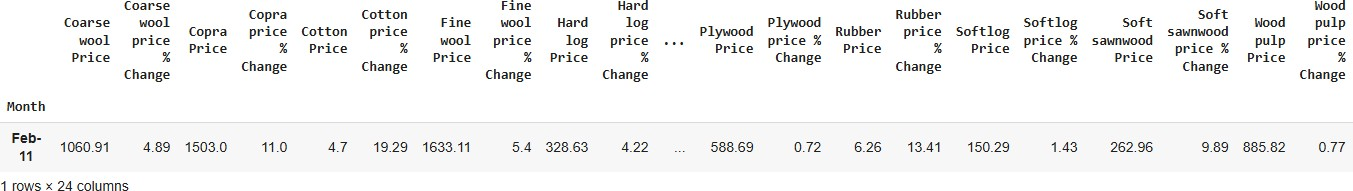 Coarse
wool
Price
Coarse
wool
price
%
Change
Copra
Price
Copra
price
%
Change
Cotton
Price
Cotton
price
%
Change
Fine
wool
Price
Fine
wool
price
%
Change
Hard
log
Price
Hard
log
price
%
Change
...
Plywood
Price
Plywood
price %
Change
Rubber
Price
Rubber
price
%
Change
Softlog
Price
Softlog
price %
Change
Soft
sawnwood
Price
Soft
sawnwood
price %
Change
Wood
pulp
Price
Wood
pulp
price
%
Change
Month
Feb-
11
1060.91 4.89 1503.0 11.0 4.7 19.29 1633.11 5.4 328.63 4.22 ... 588.69 0.72 6.26 13.41 150.29 1.43 262.96 9.89 885.82 0.77
1 rows × 24 columns